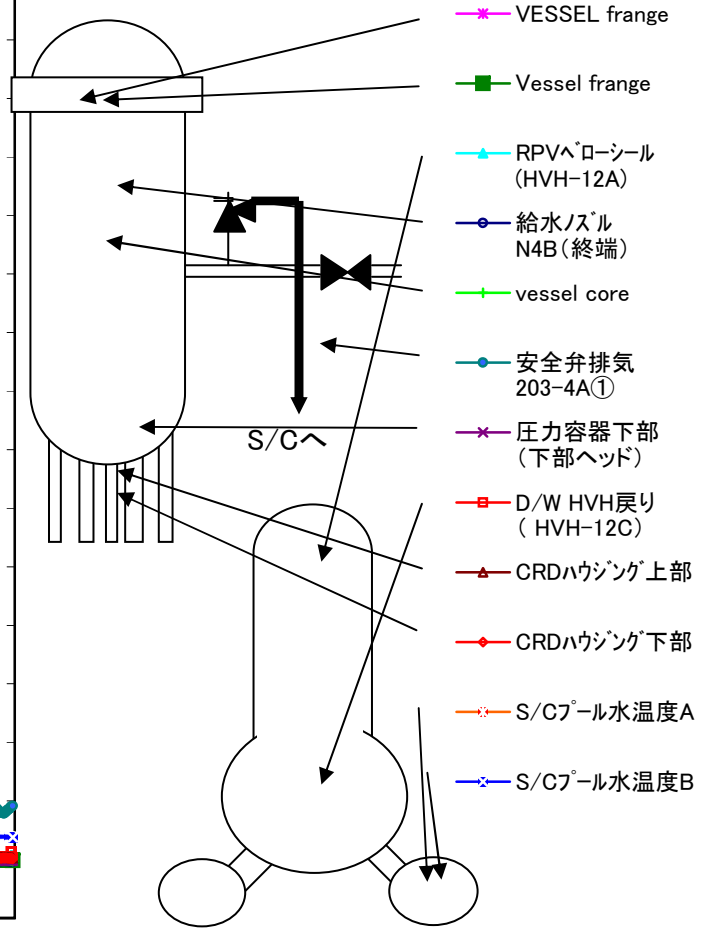 VESSEL frange
Vessel frange
RPVﾍﾞﾛｰｼｰﾙ
(HVH-12A)
給水ﾉｽﾞﾙ
N4B(終端)
vessel core
安全弁排気
203-4A①
圧力容器下部
(下部ヘッド)
D/W HVH戻り
( HVH-12C)
CRDﾊｳｼﾞﾝｸﾞ上部
CRDﾊｳｼﾞﾝｸﾞ下部
S/Cﾌﾟｰﾙ水温度A
S/Cﾌﾟｰﾙ水温度B
S/Cへ